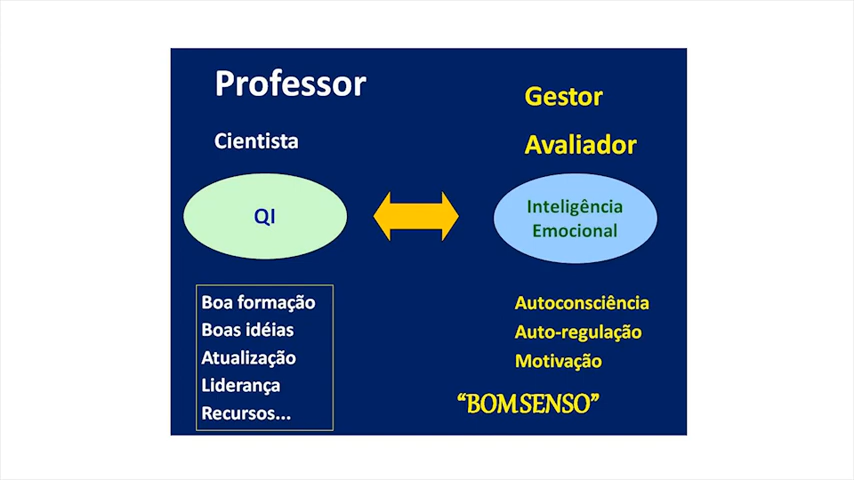 Professor
Cientista
QI
Boa formação
Boas idéias
Atualização
Liderança
Recursos...
Gestor
Avaliador
Inteligência
Emocional
Autoconsciência
Auto-regulação
Motivação
“BOM SENSO”